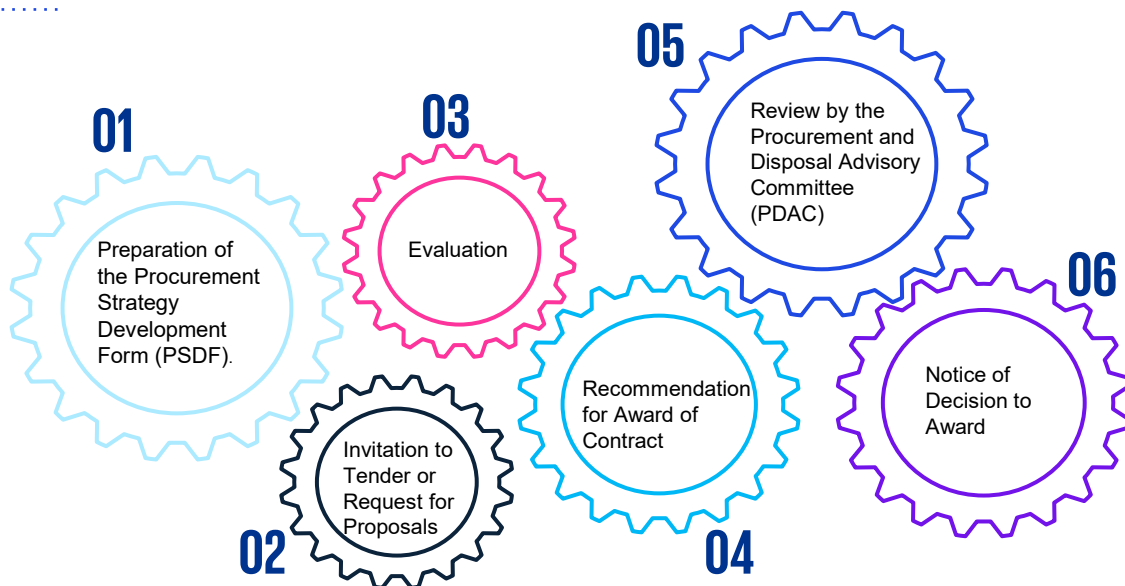 01
Preparation of
the Procurement
Strategy
Development
Form (PSDF).
02
Invitation to
Tender or
Request for
Proposals
03
Evaluation
04
Recommendation
for Award of
Contract
05
Review by the
Procurement and
Disposal Advisory
Committee
(PDAC)
06
Notice of
Decision to
Award